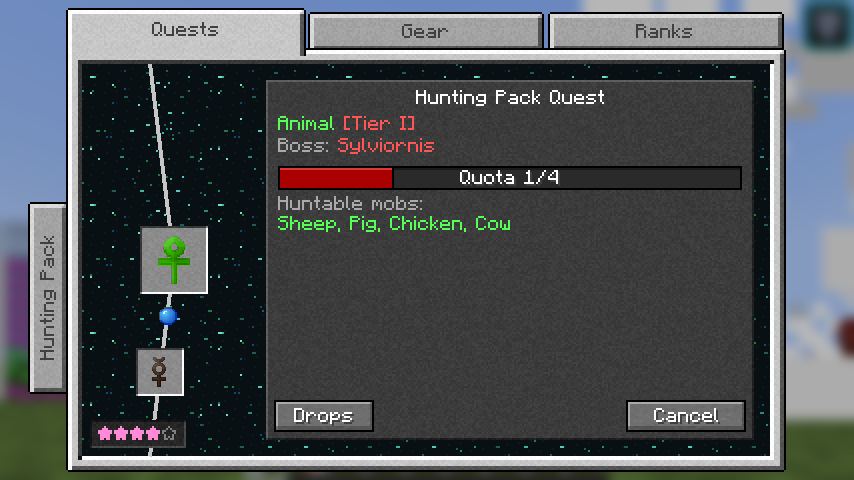 Quests
Gear
Ranks
Hunting Pack
Hunting Pack Quest
Animal [Tier I]
Boss: Sylviornis
Quota 1/4
Huntable mobs:
Sheep, Pig, Chicken, Cow
Drops
Cancel